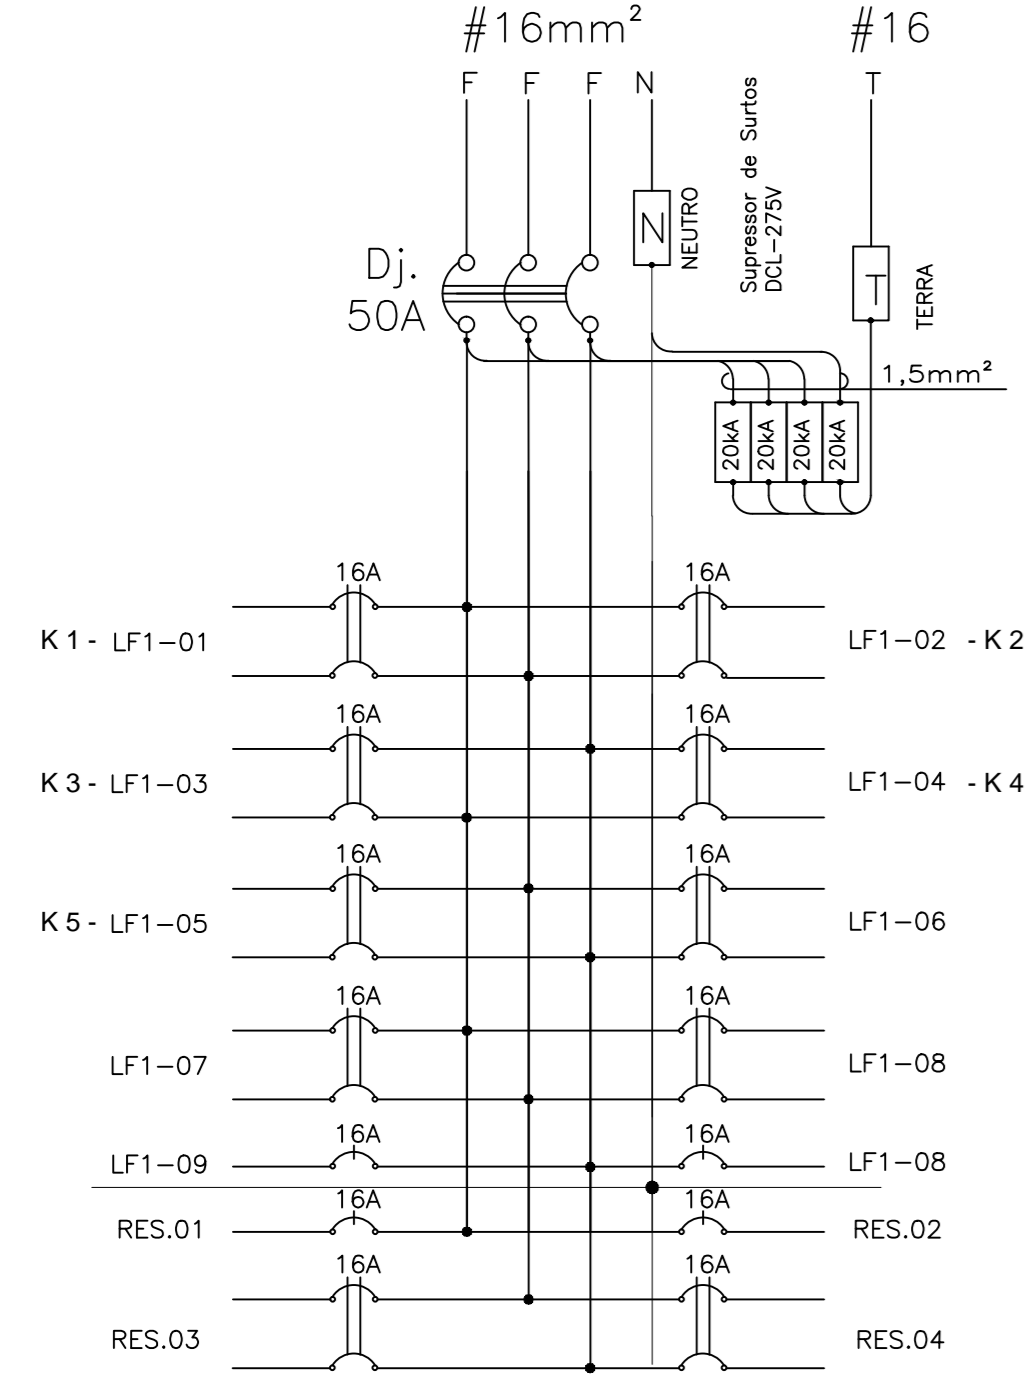 #16mm² #16
F F F N T
Supressor de Surtos
DCL-275V
N
NEUTRO
T
TERRA
Dj.
50A
1,5mm²
20kA 20kA 20kA 20kA
16A 16A
K 1 - LF1-01 LF1-02 - K 2
16A 16A
K 3 - LF1-03 LF1-04 - K 4
16A 16A
K 5 - LF1-05 LF1-06
16A 16A
LF1-07 LF1-08
16A 16A
LF1-09 LF1-08
16A 16A
RES.01 RES.02
16A 16A
RES.03 RES.04